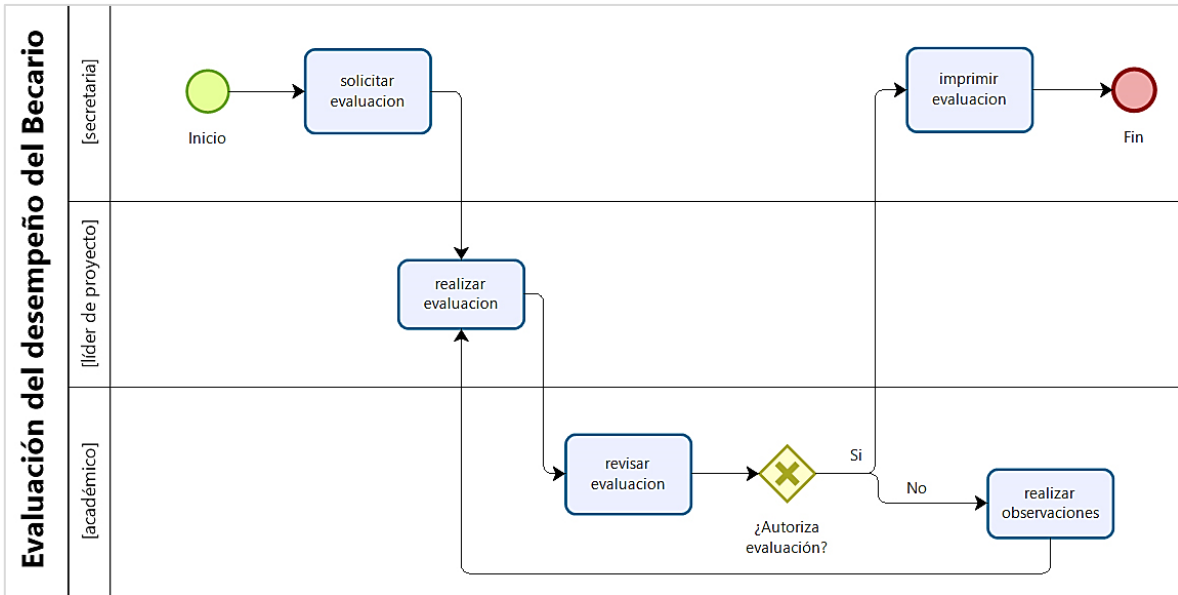 Evaluación del desempeño del Becario
[secretaria]
Inicio
solicitar
evaluacion
imprimir
evaluacion
Fin
[líder de proyecto]
realizar
evaluacion
[académico]
revisar
evaluacion
¿Autoriza
evaluación?
Si
No
realizar
observaciones